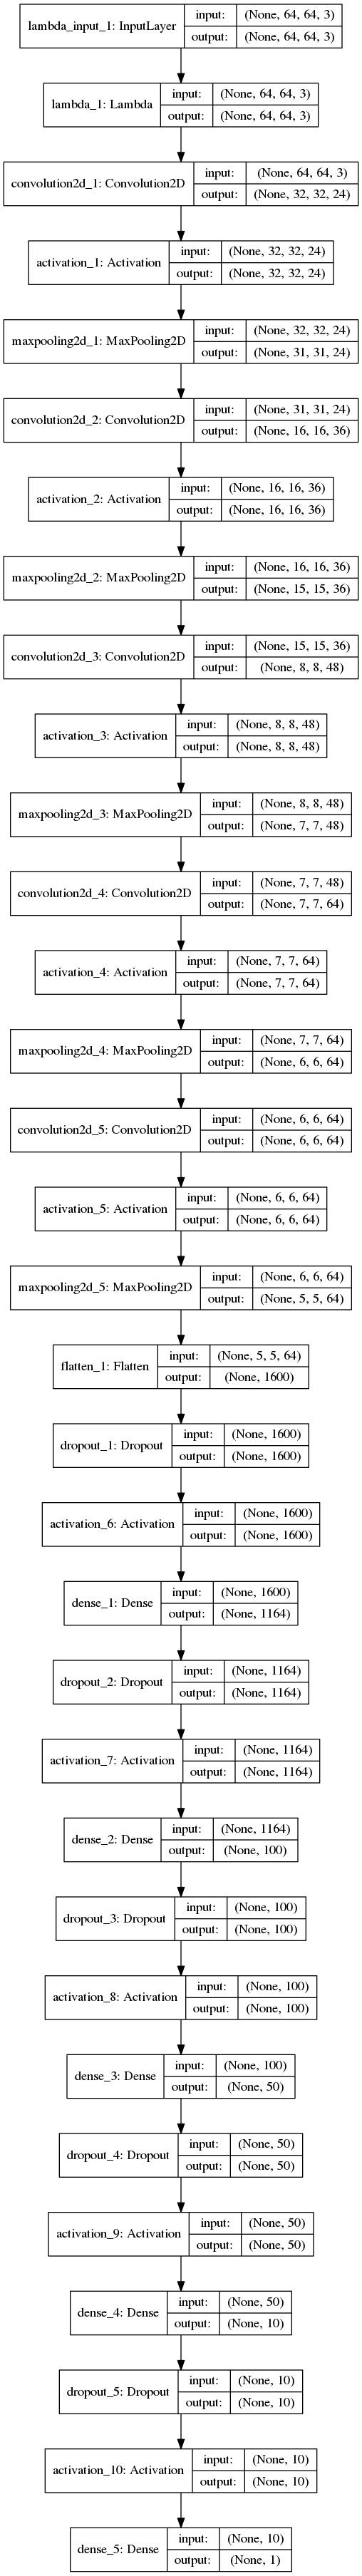 lambda_input_1: InputLayer
input: (None, 64, 64, 3)
output: (None, 64, 64, 3)
lambda_1: Lambda
input: (None, 64, 64, 3)
output: (None, 64, 64, 3)
convolution2d_1: Convolution2D
input: (None, 64, 64, 3)
output: (None, 32, 32, 24)
activation_1: Activation
input: (None, 32, 32, 24)
output: (None, 32, 32, 24)
maxpooling2d_1: MaxPooling2D
input: (None, 32, 32, 24)
output: (None, 31, 31, 24)
convolution2d_2: Convolution2D
input: (None, 31, 31, 24)
output: (None, 16, 16, 36)
activation_2: Activation
input: (None, 16, 16, 36)
output: (None, 16, 16, 36)
maxpooling2d_2: MaxPooling2D
input: (None, 16, 16, 36)
output: (None, 15, 15, 36)
convolution2d_3: Convolution2D
input: (None, 15, 15, 36)
output: (None, 8, 8, 48)
activation_3: Activation
input: (None, 8, 8, 48)
output: (None, 8, 8, 48)
maxpooling2d_3: MaxPooling2D
input: (None, 8, 8, 48)
output: (None, 7, 7, 48)
convolution2d_4: Convolution2D
input: (None, 7, 7, 48)
output: (None, 7, 7, 64)
activation_4: Activation
input: (None, 7, 7, 64)
output: (None, 7, 7, 64)
maxpooling2d_4: MaxPooling2D
input: (None, 7, 7, 64)
output: (None, 6, 6, 64)
convolution2d_5: Convolution2D
input: (None, 6, 6, 64)
output: (None, 6, 6, 64)
activation_5: Activation
input: (None, 6, 6, 64)
output: (None, 6, 6, 64)
maxpooling2d_5: MaxPooling2D
input: (None, 6, 6, 64)
output: (None, 5, 5, 64)
flatten_1: Flatten
input: (None, 5, 5, 64)
output: (None, 1600)
dropout_1: Dropout
input: (None, 1600)
output: (None, 1600)
activation_6: Activation
input: (None, 1600)
output: (None, 1600)
dense_1: Dense
input: (None, 1600)
output: (None, 1164)
dropout_2: Dropout
input: (None, 1164)
output: (None, 1164)
activation_7: Activation
input: (None, 1164)
output: (None, 1164)
dense_2: Dense
input: (None, 1164)
output: (None, 100)
dropout_3: Dropout
input: (None, 100)
output: (None, 100)
activation_8: Activation
input: (None, 100)
output: (None, 100)
dense_3: Dense
input: (None, 100)
output: (None, 50)
dropout_4: Dropout
input: (None, 50)
output: (None, 50)
activation_9: Activation
input: (None, 50)
output: (None, 50)
dense_4: Dense
input: (None, 50)
output: (None, 10)
dropout_5: Dropout
input: (None, 10)
output: (None, 10)
activation_10: Activation
input: (None, 10)
output: (None, 10)
dense_5: Dense
input: (None, 10)
output: (None, 1)